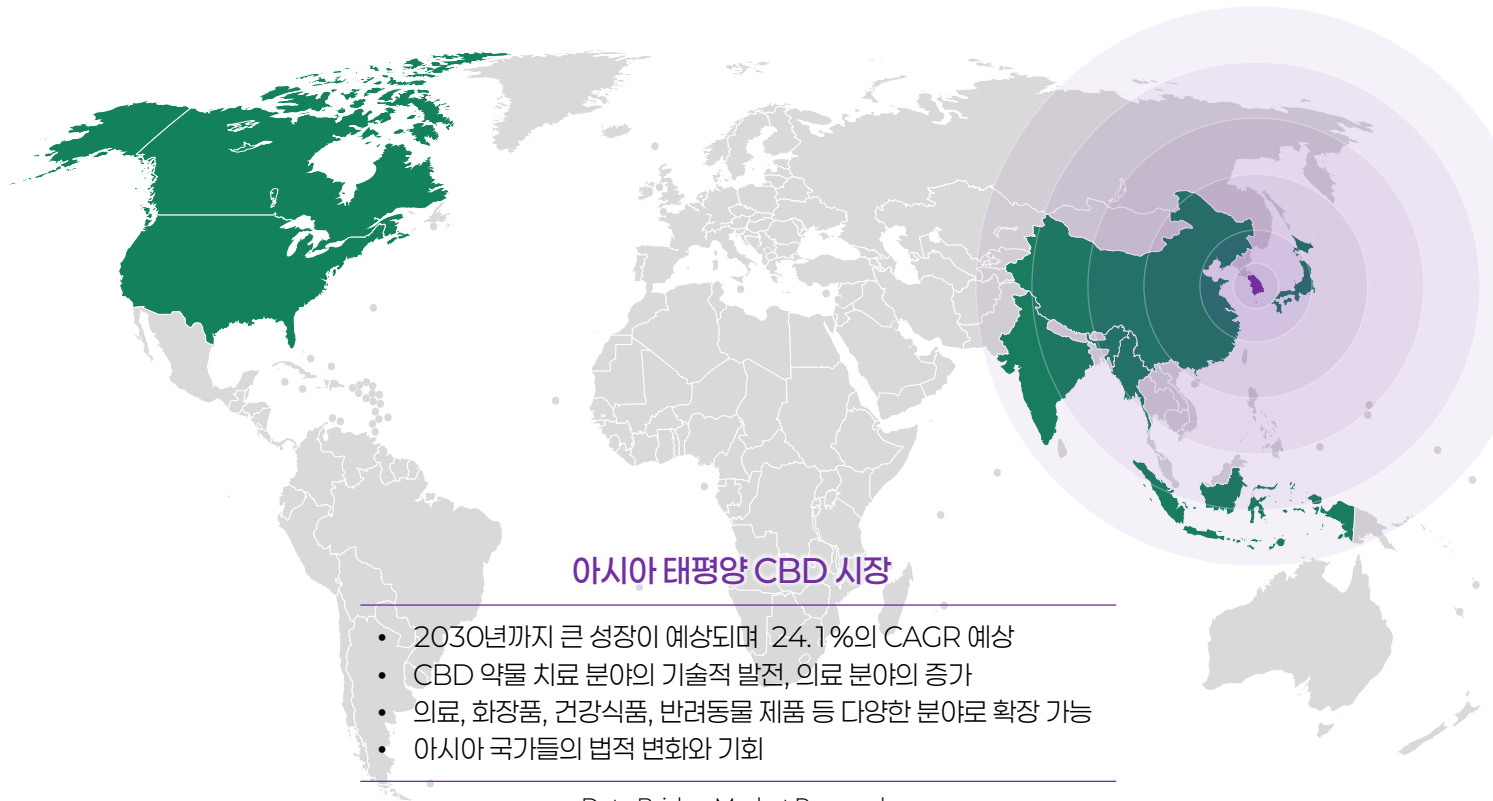 아시아 태평양 CBD 시장
• 2030년까지 큰 성장이 예상되며 24.1%의 CAGR 예상
• CBD 약물 치료 분야의 기술적 발전, 의료 분야의 증가
• 의료, 화장품, 건강식품, 반려동물 제품 등 다양한 분야로 확장 가능
• 아시아 국가들의 법적 변화와 기회
Data Bridge Market Research